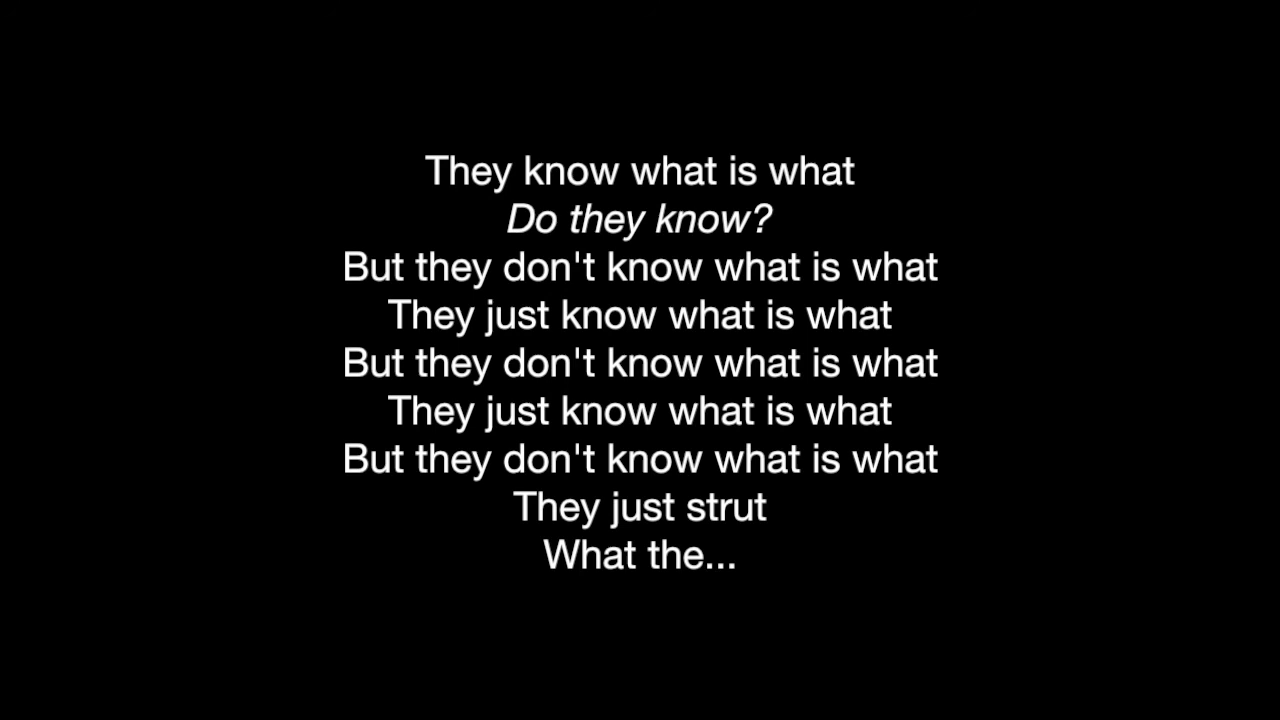 They know what is what
Do they know?
But they don't know what is what
They just know what is what
But they don't know what is what
They just know what is what
But they don't know what is what
They just strut
What the...